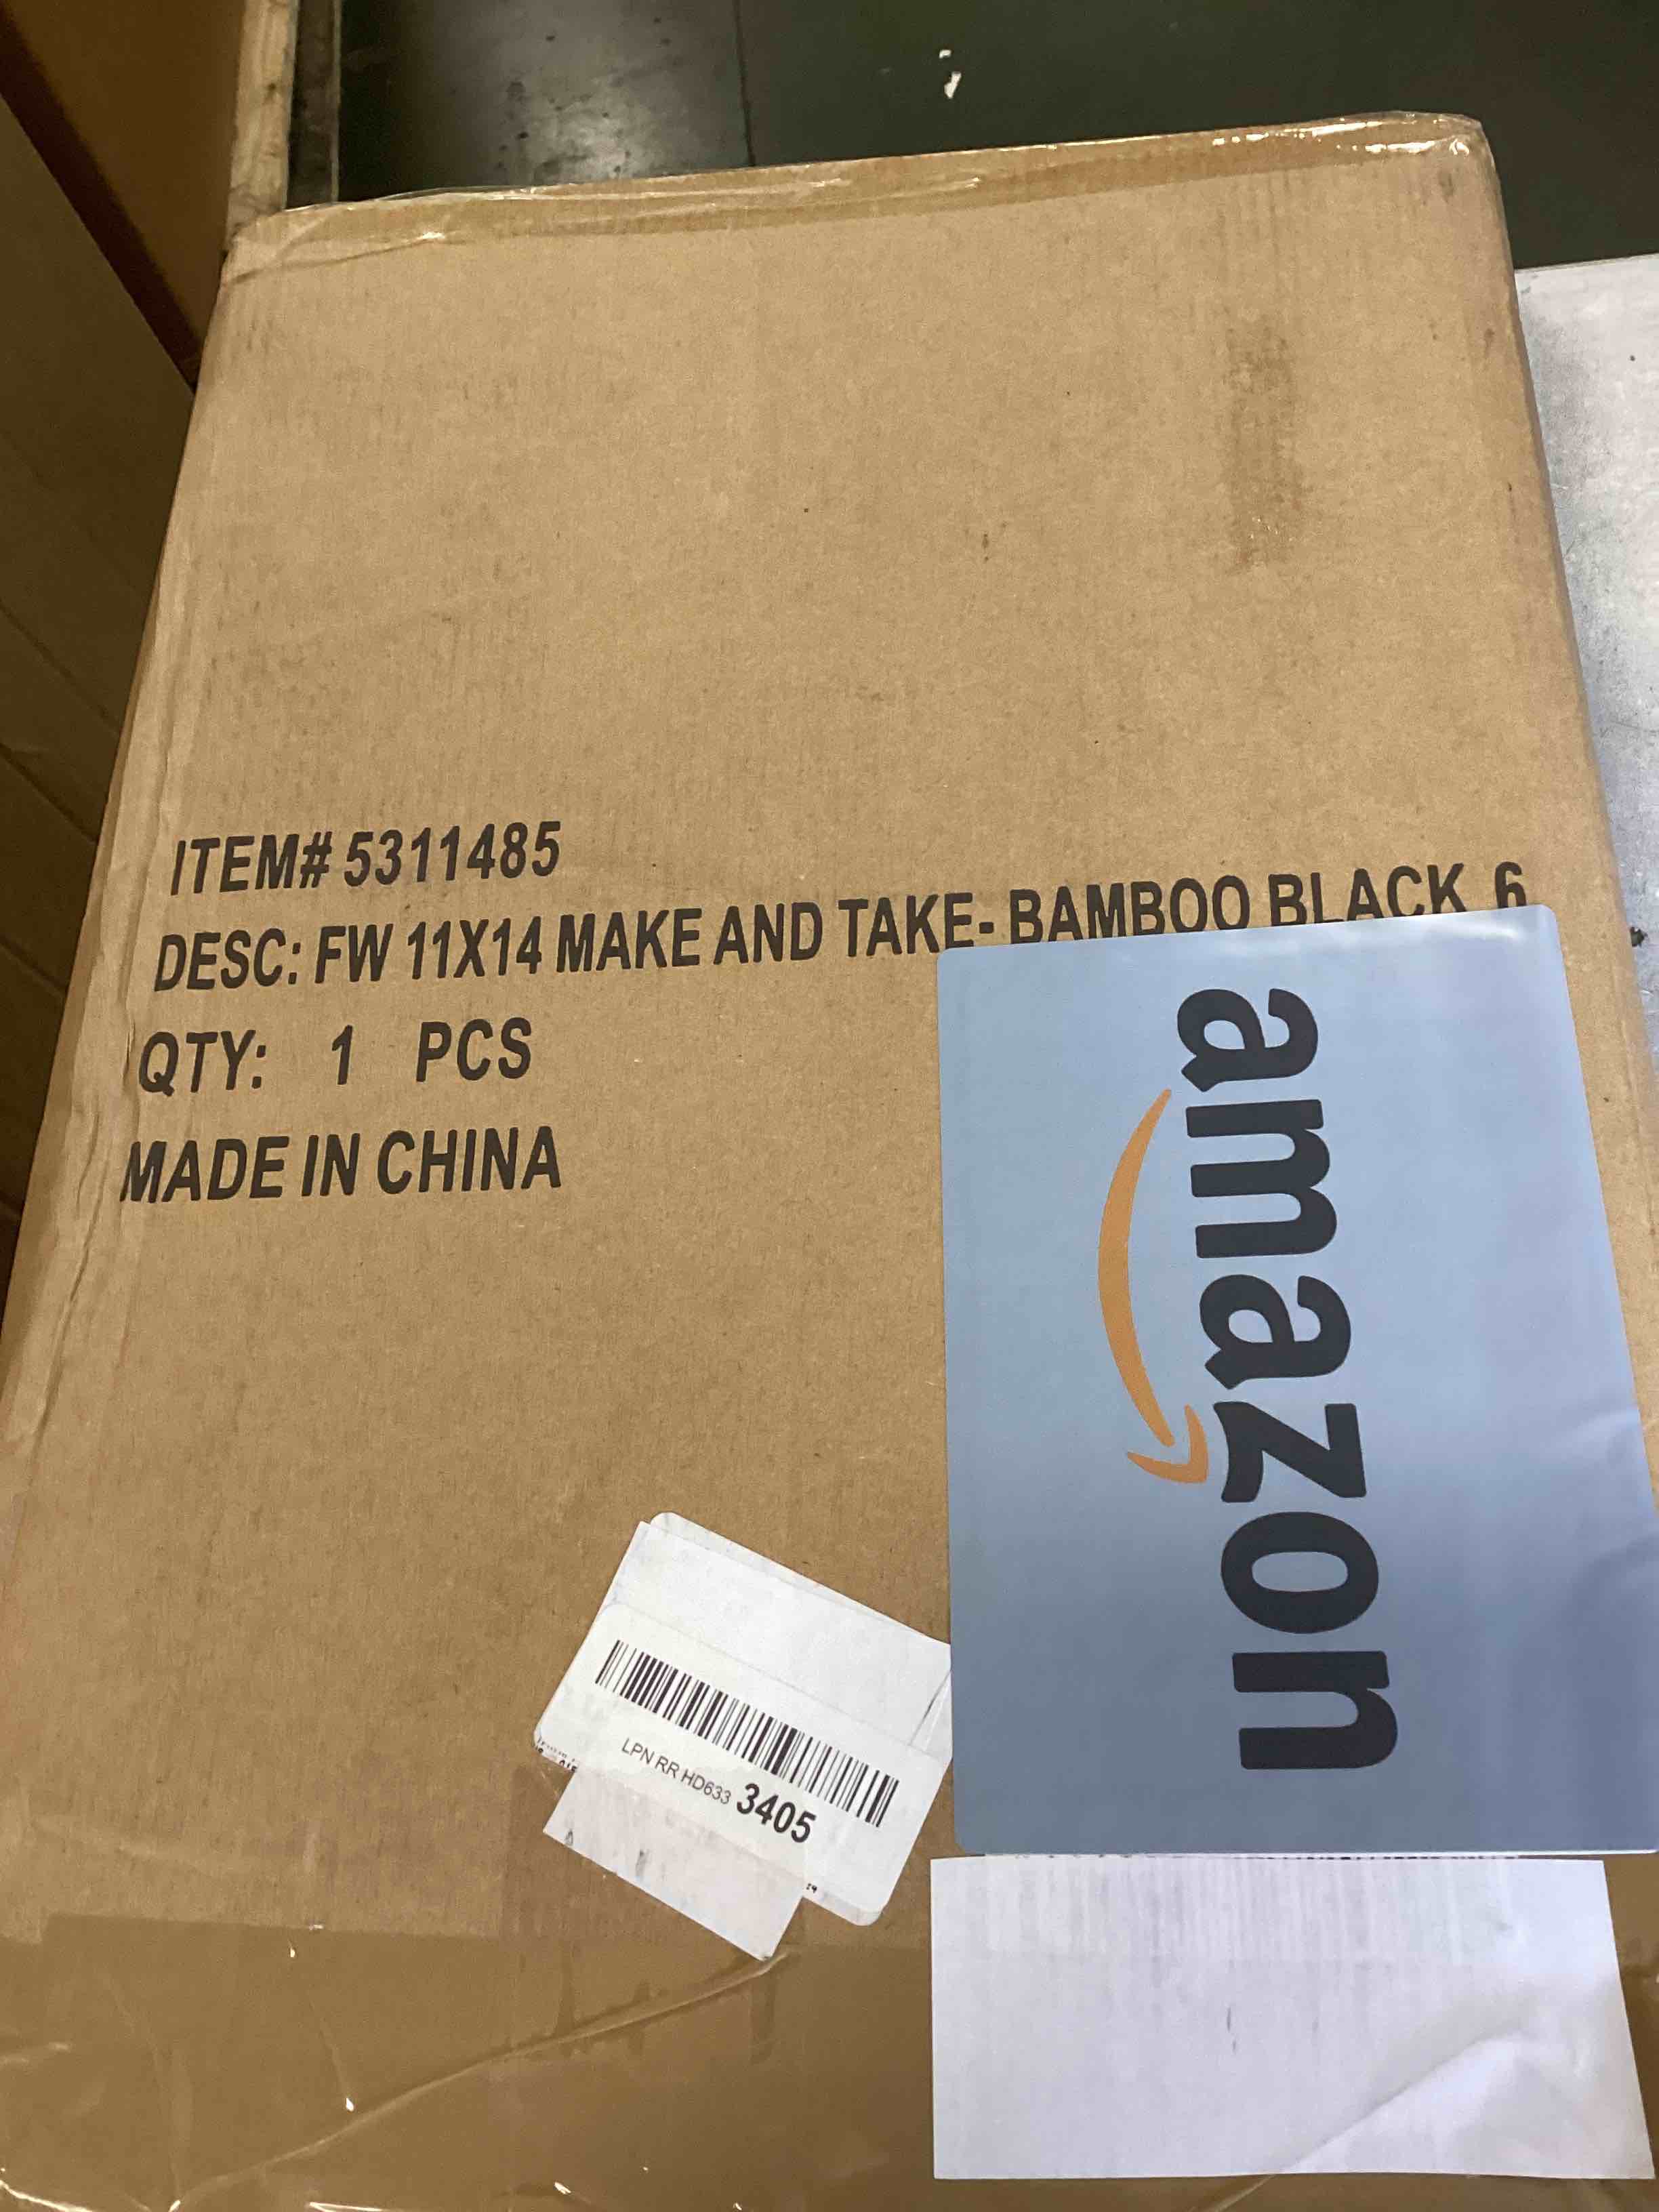 ITEM# 5311485
DESC: FW 11X14 MAKE AND TAKE- BAMBOO BLACK 6
QTY: 1 PCS
MADE IN CHINA
amazon
LPN RR HD633 3405